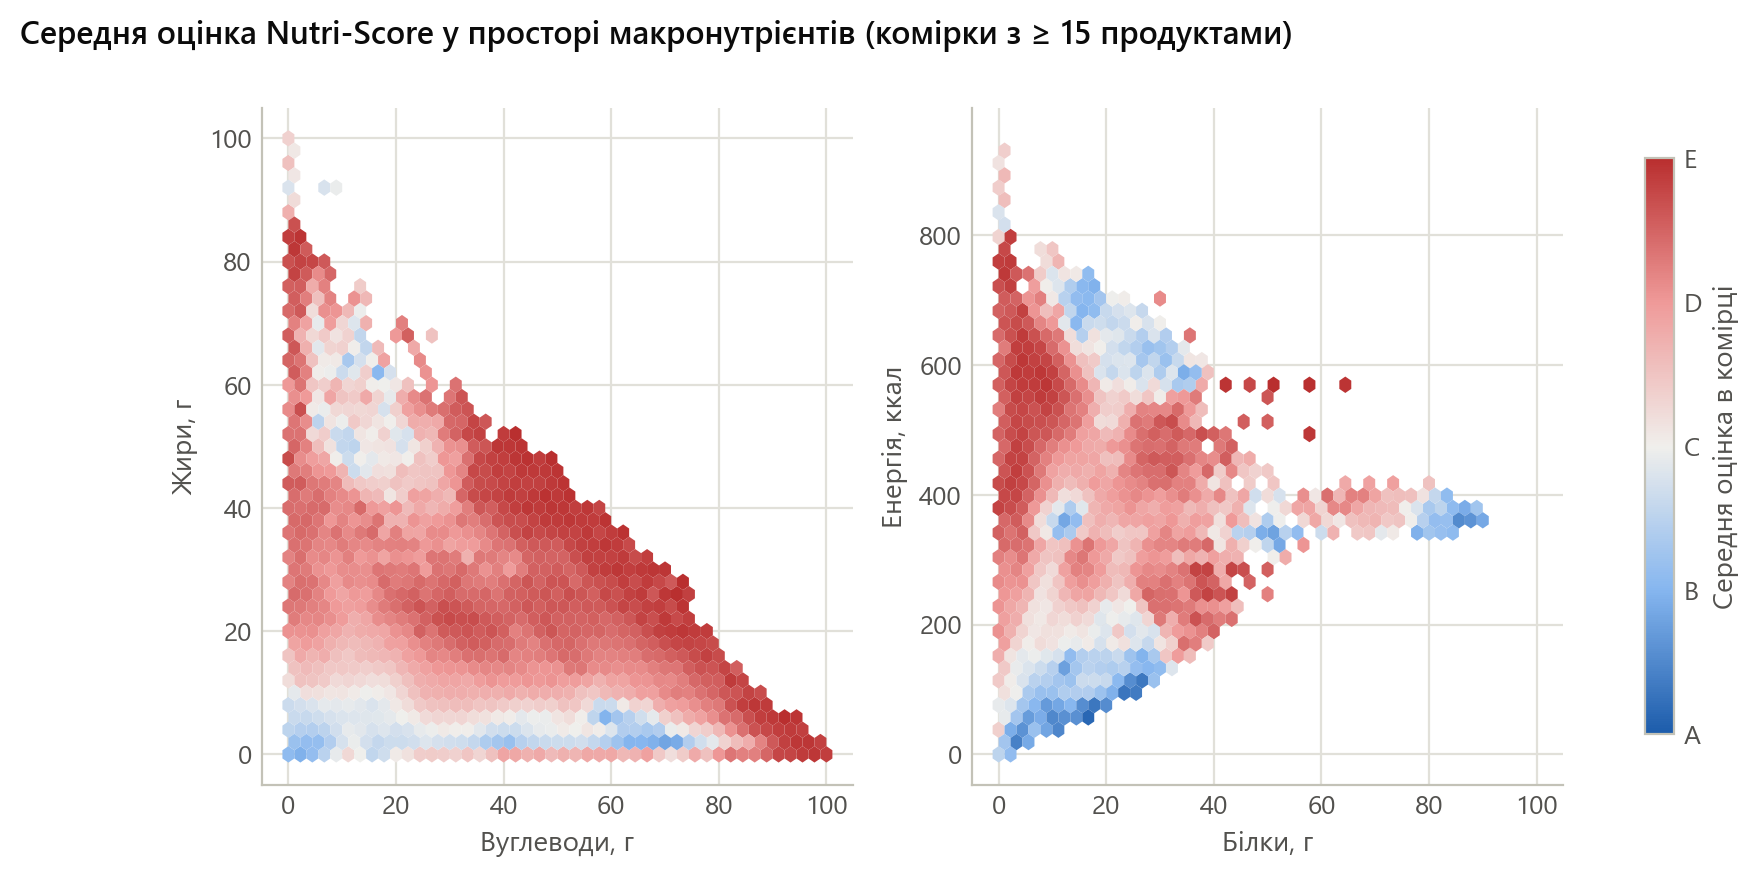 Середня оцінка Nutri-Score у просторі макронутрієнтів (комірки з ≥ 15 продуктами)
Жири, г
100
80
60
40
20
0
0 20 40 60 80 100
Вуглеводи, г
Енергія, ккал
800
600
400
200
0
0 20 40 60 80 100
Білки, г
E
D
C
B
A
Середня оцінка в комірці